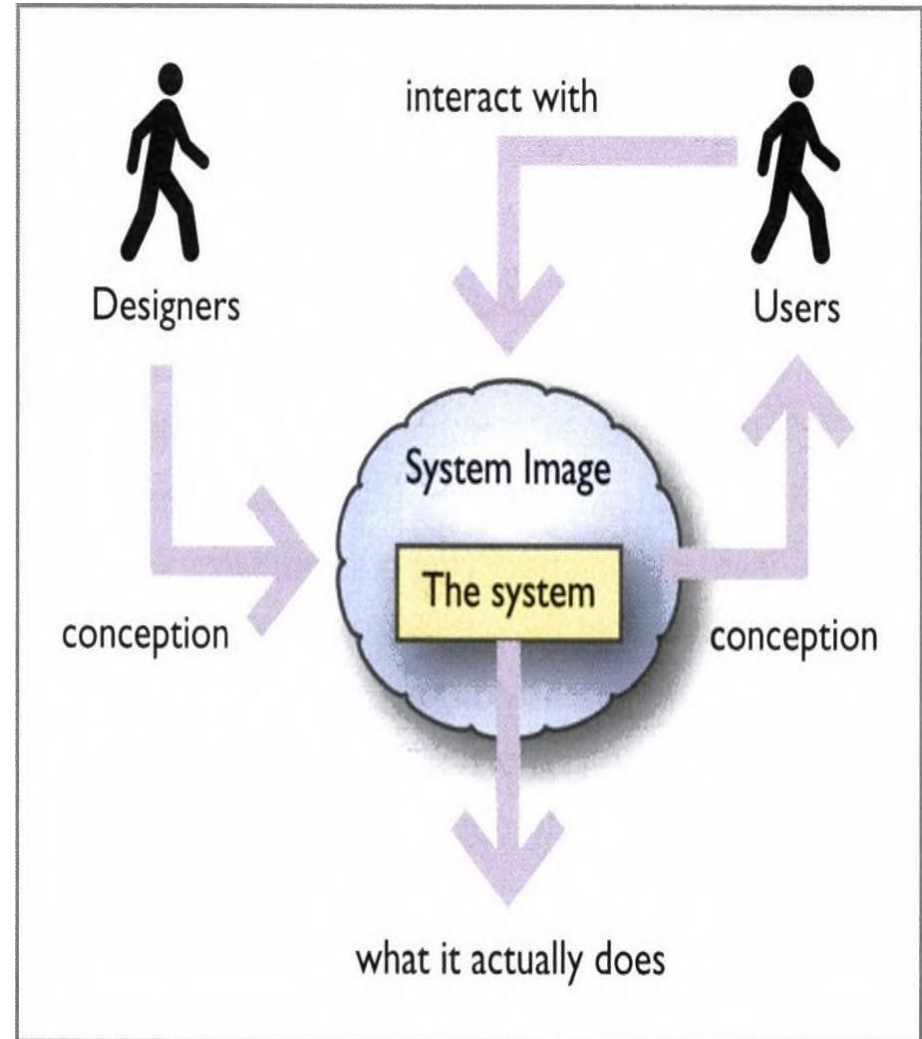 interact with
Designers
Users
System Image
The system
conception
conception
what it actually does